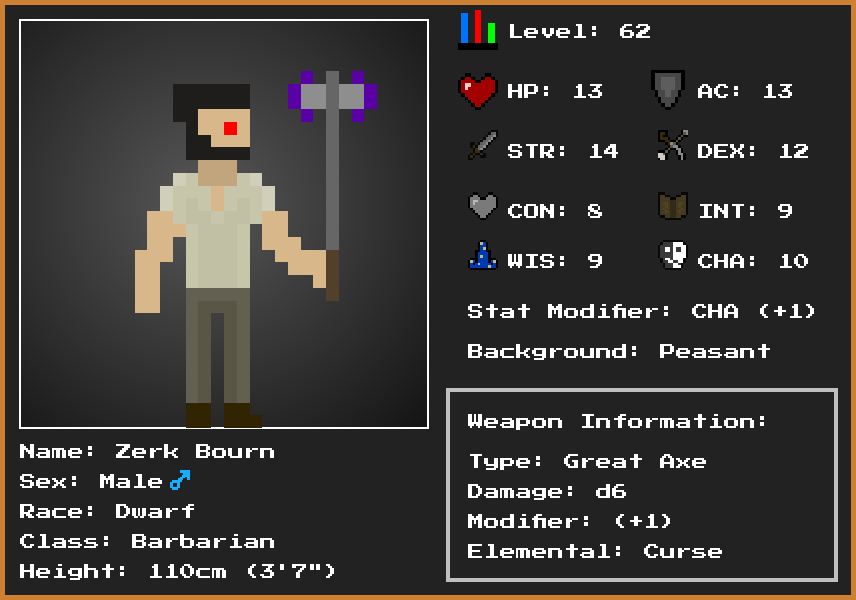 Level: 62
HP: 13
AC: 13
STR: 14
DEX: 12
CON: 8
INT: 9
WIS: 9
CHA: 10
Stat Modifier: CHA (+1)
Background: Peasant
Name: Zerk Bourn
Sex: Male♂
Race: Dwarf
Class: Barbarian
Height: 110cm (3'7")
Weapon Information:
Type: Great Axe
Damage: d6
Modifier: (+1)
Elemental: Curse